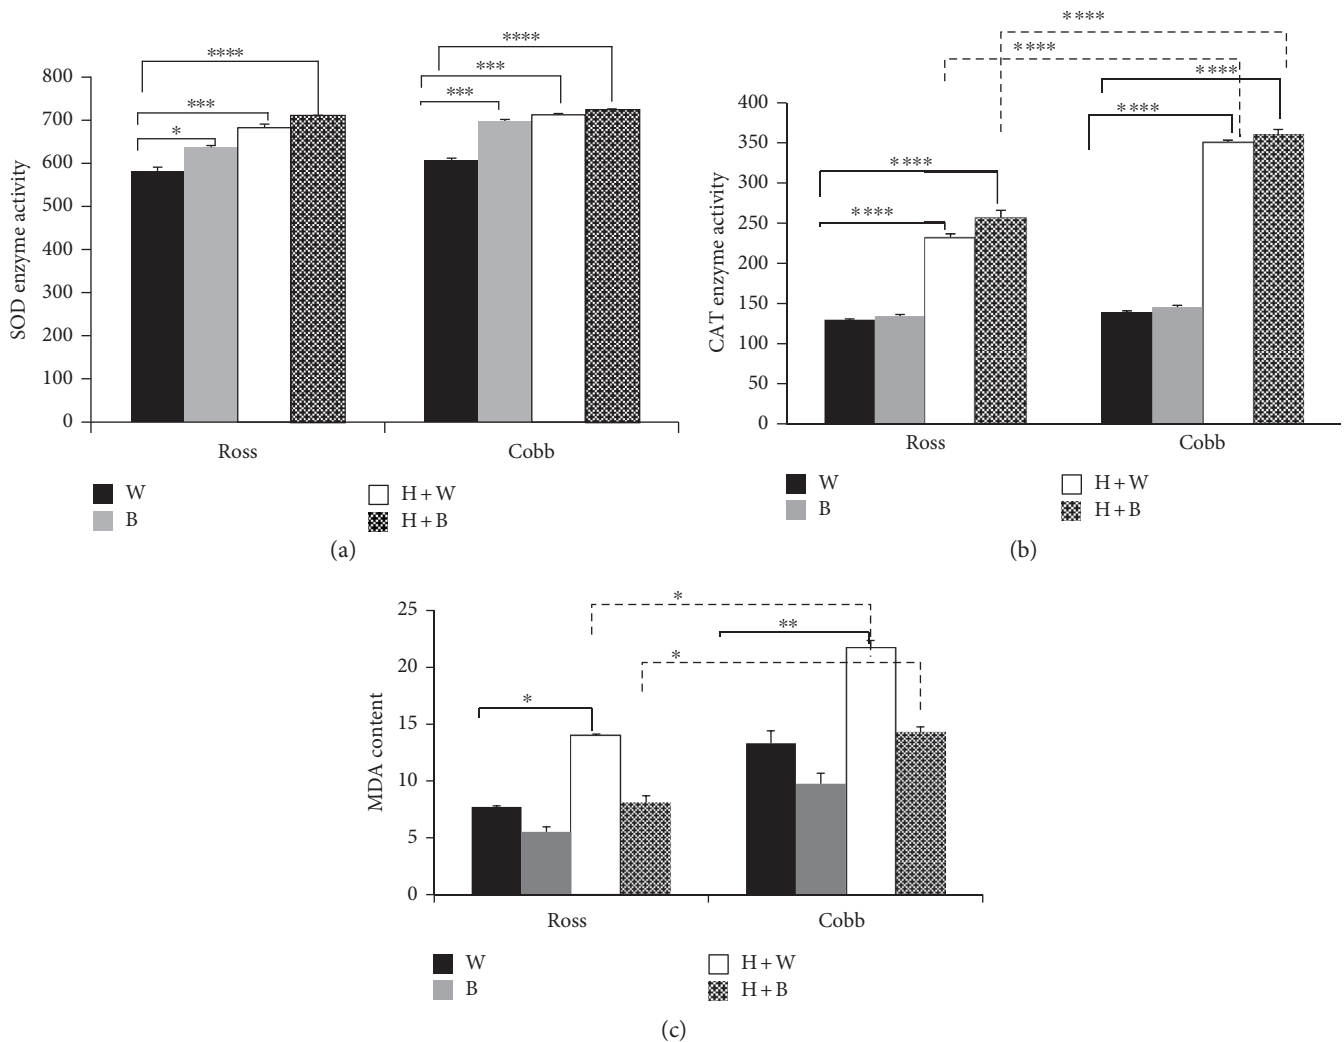 SOD enzyme activity
800
700
600
500
400
300
200
100
0
****
***
*
****
***
***
Ross
Cobb
W
B
H + W
H + B
(a)
CAT enzyme activity
400
350
300
250
200
150
100
50
0
****
****
****
****
****
****
Ross
Cobb
W
B
H + W
H + B
(b)
MDA content
25
20
15
10
5
0
*
**
*
*
Ross
Cobb
W
B
H + W
H + B
(c)